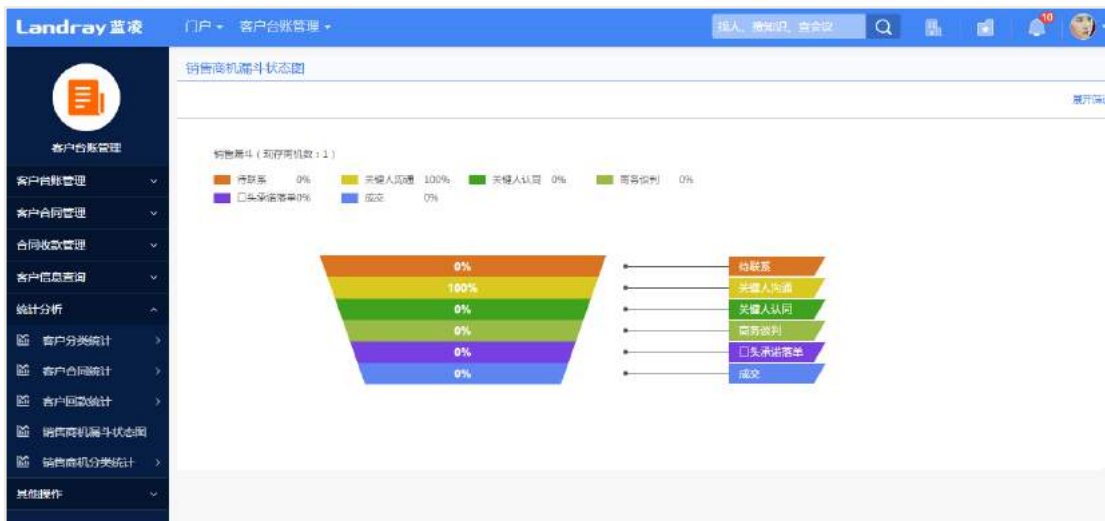 Landray蓝凌 门户 客户台账管理 找人、搜知识、查会议 10
销售商机漏斗状态图
展开筛选
客户台账管理
销售漏斗(现存商机数:1)
待联系 0% 关键人沟通 100% 关键人认同 0% 商务谈判 0%
口头承诺落单0% 成交 0%
客户台账管理
客户合同管理
合同收款管理
客户信息查询
统计分析
客户分类统计
客户合同统计
客户回款统计
销售商机漏斗状态图
销售商机分类统计
其他操作
0% 待联系
100% 关键人沟通
0% 关键人认同
0% 商务谈判
0% 口头承诺落单
0% 成交